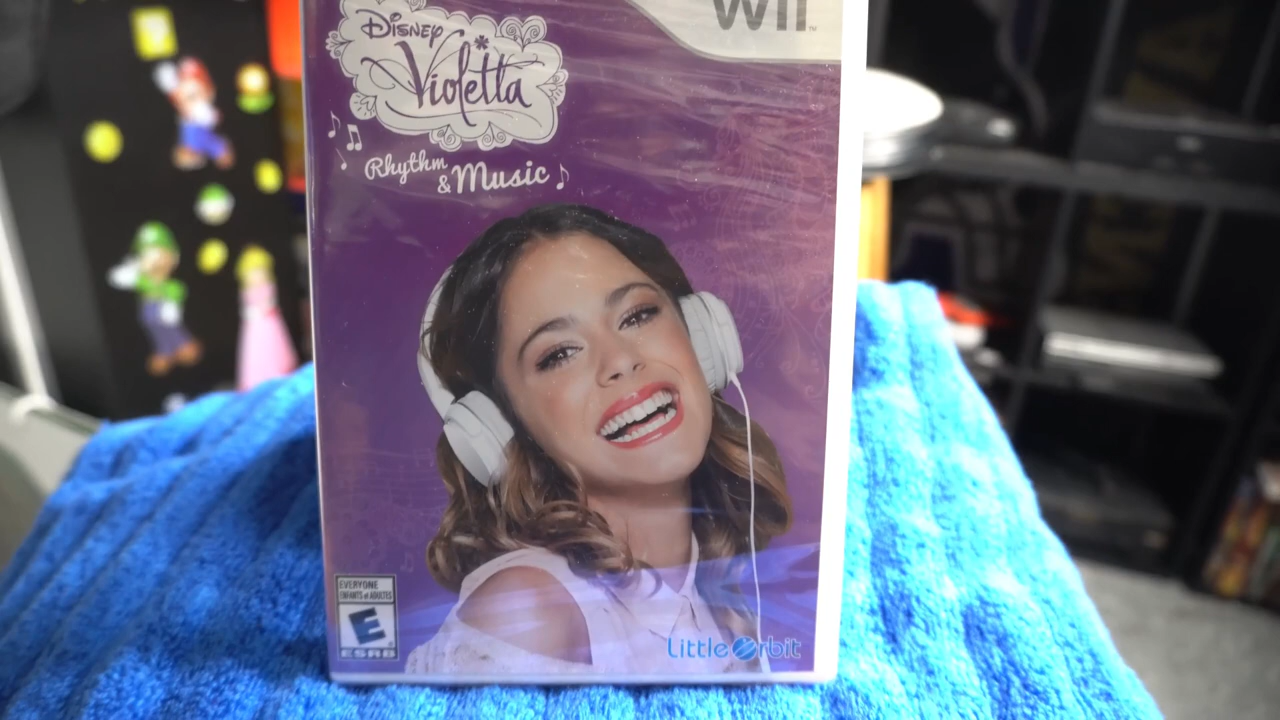 Wii
Disney
Violetta
Rhythm
&Music
EVERYONE
ENFANTS et ADULTES
E
ESRB
Little Orbit